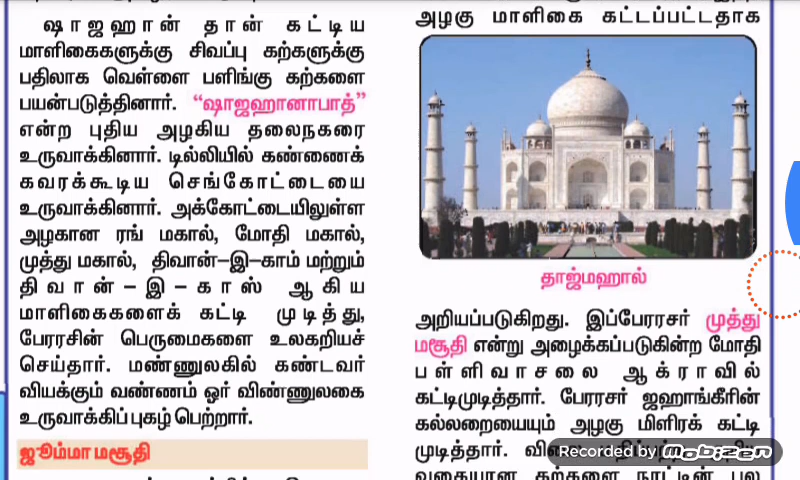 ஷாஜஹான் தான் கட்டிய
மாளிகைகளுக்கு சிவப்பு கற்களுக்கு
பதிலாக வெள்ளை பளிங்கு கற்களை
பயன்படுத்தினார். “ஷாஜஹானாபாத்”
என்ற புதிய அழகிய தலைநகரை
உருவாக்கினார். டில்லியில் கண்ணைக்
கவரக்கூடிய செங்கோட்டையை
உருவாக்கினார். அக்கோட்டையிலுள்ள
அழகான ரங் மகால், மோதி மகால்,
முத்து மகால், திவான்-இ-காம் மற்றும்
திவான் - இ - காஸ் ஆகிய
மாளிகைகளைக் கட்டி முடித்து,
பேரரசின் பெருமைகளை உலகறியச்
செய்தார். மண்ணுலகில் கண்டவர்
வியக்கும் வண்ணம் ஓர் விண்ணுலகை
உருவாக்கிப் புகழ் பெற்றார்.
ஜூம்மா மசூதி
அழகு மாளிகை கட்டப்பட்டதாக
தாஜ்மஹால்
அறியப்படுகிறது. இப்பேரரசர் முத்து
மசூதி என்று அழைக்கப்படுகின்ற மோதி
பள்ளிவாசலை ஆக்ராவில்
கட்டிமுடித்தார். பேரரசர் ஜஹாங்கீரின்
கல்லறையையும் அழகு மிளிரக் கட்டி
முடித்தார்.
வகையான கற்களை நாட்டின் பல
Recorded by mobizen